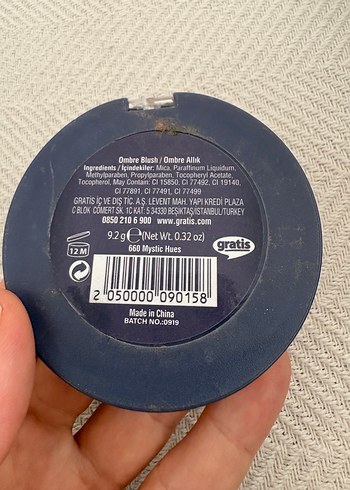 Ombre Blush / Ombre Allık
Ingredients / İçindekiler: Mica, Paraffinum Liquidum,
Methylparaben, Propylparaben, Tocopheryl Acetate,
Tocopherol, May Contain: CI 15850, CI 77492, CI 19140,
CI 77891, CI 77491, CI 77499
GRATİS İÇ VE DIŞ TİC. A.Ş. LEVENT MAH. YAPI KREDİ PLAZA
C BLOK CÖMERT SK. 1C KAT. 5 34330 BEŞİKTAŞ/İSTANBUL/TURKEY
0850 210 6 900 www.gratis.com
9.2 g ℮ (Net Wt. 0.32 oz)
660 Mystic Hues
gratis
12 M
2 050000 090158
Made in China
BATCH NO.:0919